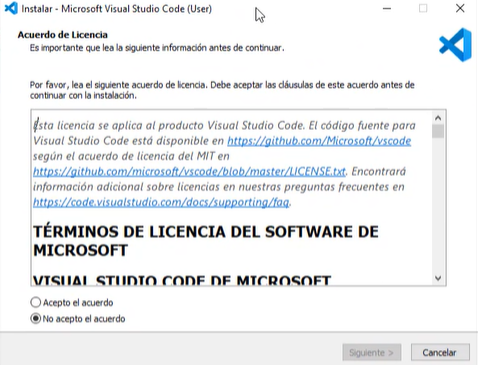 Instalar - Microsoft Visual Studio Code (User)
Acuerdo de Licencia
Es importante que lea la siguiente información antes de continuar.
Por favor, lea el siguiente acuerdo de licencia. Debe aceptar las cláusulas de este acuerdo antes de
continuar con la instalación.
Esta licencia se aplica al producto Visual Studio Code. El código fuente para
Visual Studio Code está disponible en https://github.com/Microsoft/vscode
según el acuerdo de licencia del MIT en
https://github.com/microsoft/vscode/blob/master/LICENSE.txt. Encontrará
información adicional sobre licencias en nuestras preguntas frecuentes en
https://code.visualstudio.com/docs/supporting/faq.
TÉRMINOS DE LICENCIA DEL SOFTWARE DE
MICROSOFT
VISUAL STUDIO CODE DE MICROSOFT
Acepto el acuerdo
No acepto el acuerdo
Siguiente >
Cancelar